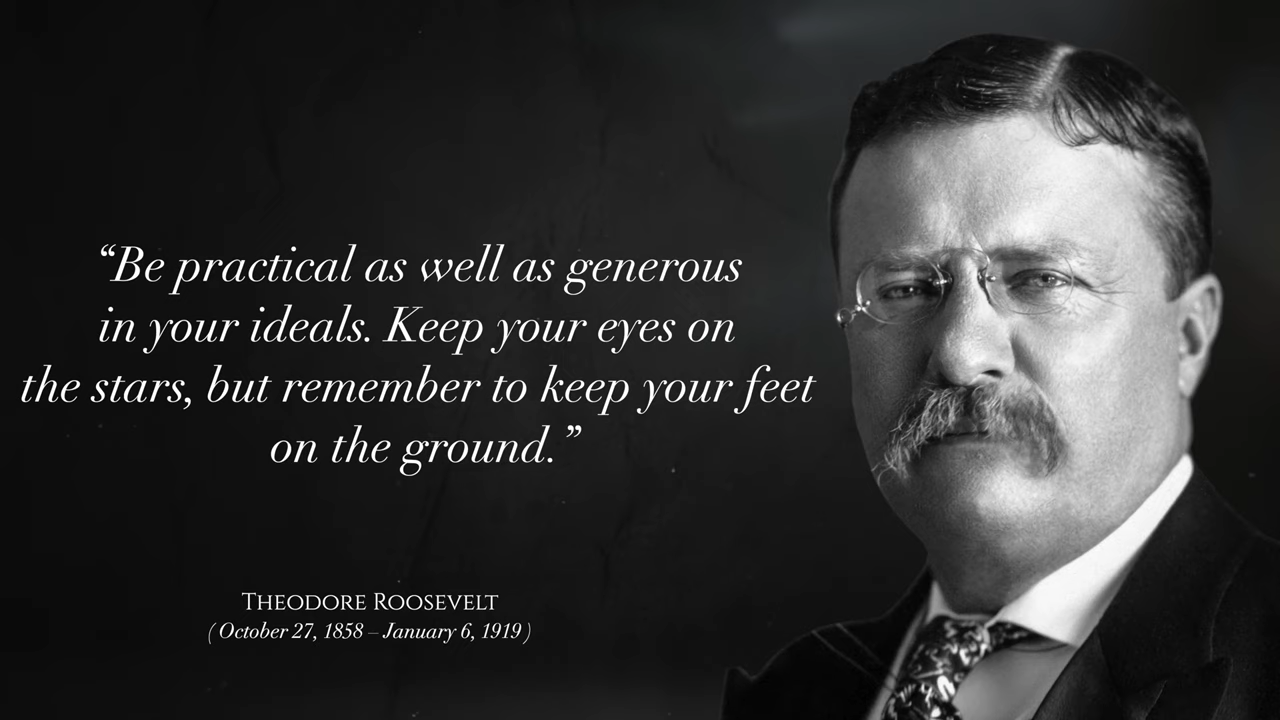 “Be practical as well as generous
in your ideals. Keep your eyes on
the stars, but remember to keep your feet
on the ground.”
Theodore Roosevelt
( October 27, 1858 – January 6, 1919 )